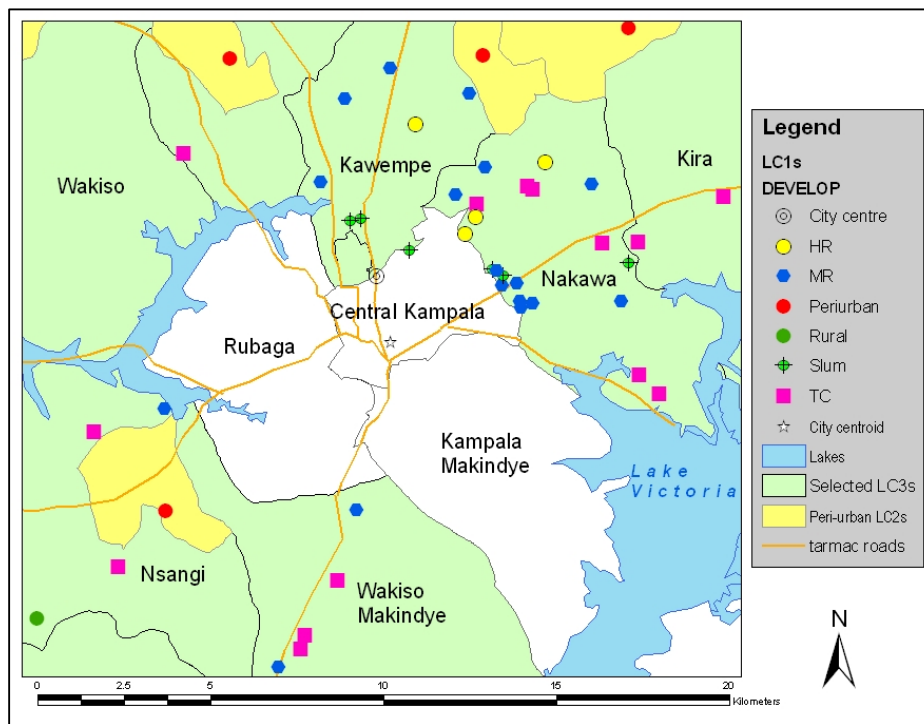 Kawempe
Kira
Wakiso
Nakawa
Central Kampala
Rubaga
Kampala
Makindye
Lake
Victoria
Nsangi
Wakiso
Makindye
Legend
LC1s
DEVELOP
City centre
HR
MR
Periurban
Rural
Slum
TC
City centroid
Lakes
Selected LC3s
Peri-urban LC2s
tarmac roads
N
0 2.5 5 10 15 20
Kilometers